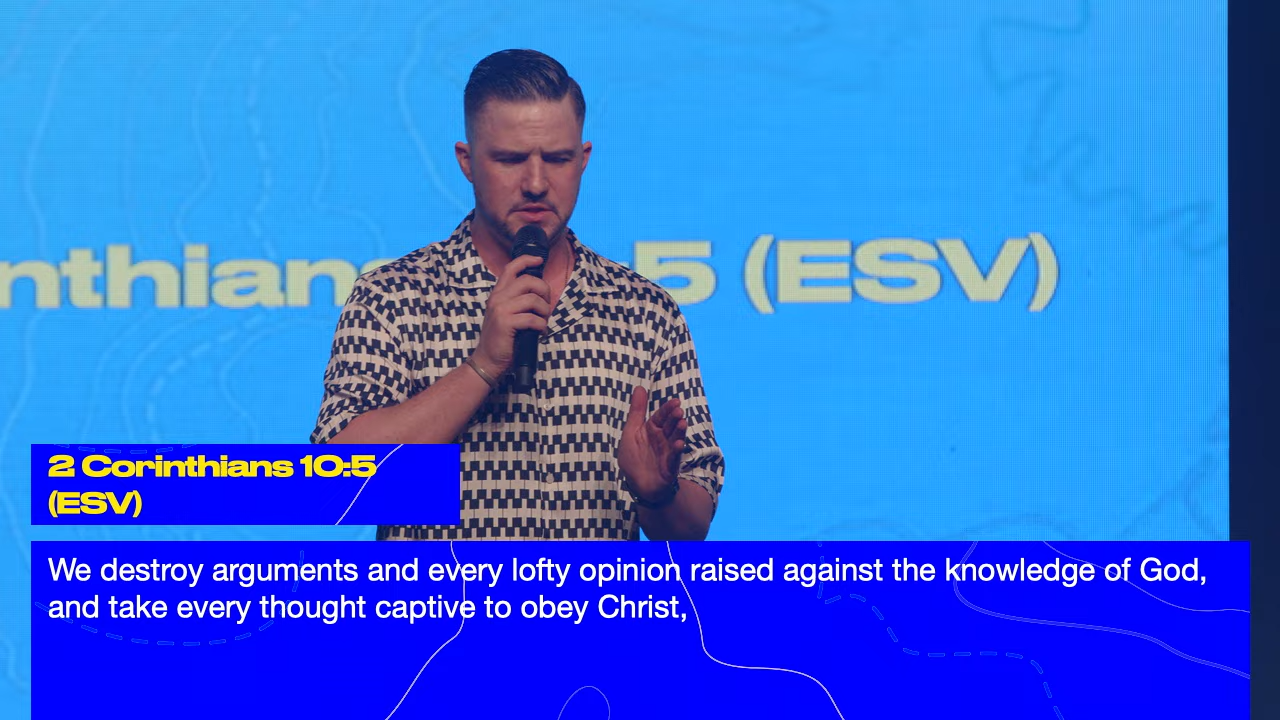 nthians 10:5 (ESV)
2 Corinthians 10:5
(ESV)
We destroy arguments and every lofty opinion raised against the knowledge of God,
and take every thought captive to obey Christ,